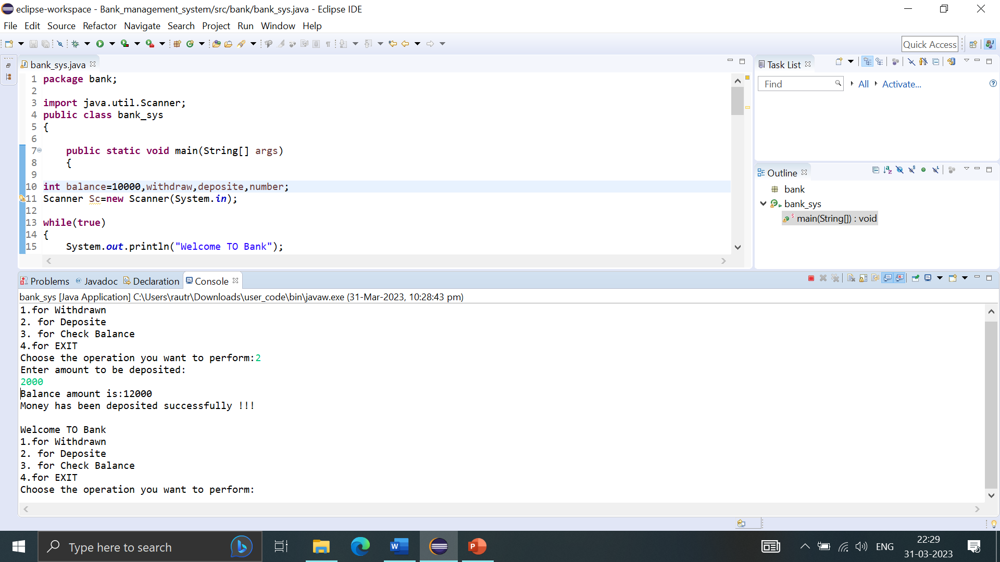 eclipse-workspace - Bank_management_system/src/bank/bank_sys.java - Eclipse IDE
File Edit Source Refactor Navigate Search Project Run Window Help
Quick Access
bank_sys.java
1 package bank;
2
3 import java.util.Scanner;
4 public class bank_sys
5 {
6
7 public static void main(String[] args)
8 {
9
10 int balance=10000,withdraw,deposite,number;
11 Scanner Sc=new Scanner(System.in);
12
13 while(true)
14 {
15 System.out.println("Welcome TO Bank");
Task List
Find All Activate...
Outline
bank
bank_sys
main(String[]) : void
Problems Javadoc Declaration Console
bank_sys [Java Application] C:\Users\rautr\Downloads\user_code\bin\javaw.exe (31-Mar-2023, 10:28:43 pm)
1.for Withdrawn
2. for Deposite
3. for Check Balance
4.for EXIT
Choose the operation you want to perform:2
Enter amount to be deposited:
2000
Balance amount is:12000
Money has been deposited successfully !!!
Welcome TO Bank
1.for Withdrawn
2. for Deposite
3. for Check Balance
4.for EXIT
Choose the operation you want to perform:
Type here to search
ENG
22:29
31-03-2023